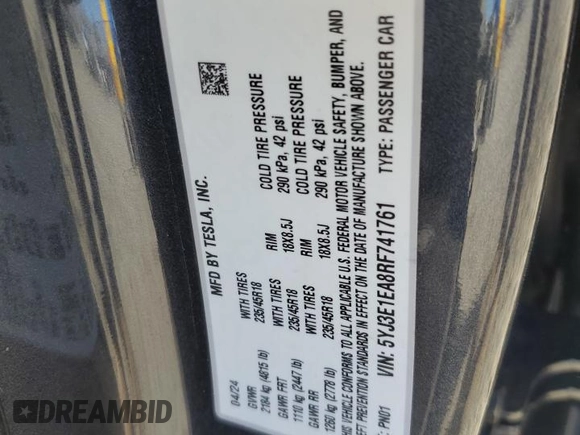 MFD BY TESLA, INC.
04/24
GVWR
2184 kg (4815 lb)
WITH TIRES
235/45R18
RIM
18X8.5J
COLD TIRE PRESSURE
290 kPa, 42 psi
GAWR FRT
1110 kg (2447 lb)
WITH TIRES
235/45R18
RIM
18X8.5J
COLD TIRE PRESSURE
290 kPa, 42 psi
GAWR RR
1260 kg (2778 lb)
WITH TIRES
235/45R18
RIM
18X8.5J
COLD TIRE PRESSURE
290 kPa, 42 psi
VEHICLE CONFORMS TO ALL APPLICABLE U.S. FEDERAL MOTOR VEHICLE SAFETY, BUMPER, AND
PREVENTION STANDARDS IN EFFECT ON THE DATE OF MANUFACTURE SHOWN ABOVE.
PN01 VIN: 5YJ3E1EA8RF741761 TYPE: PASSENGER CAR